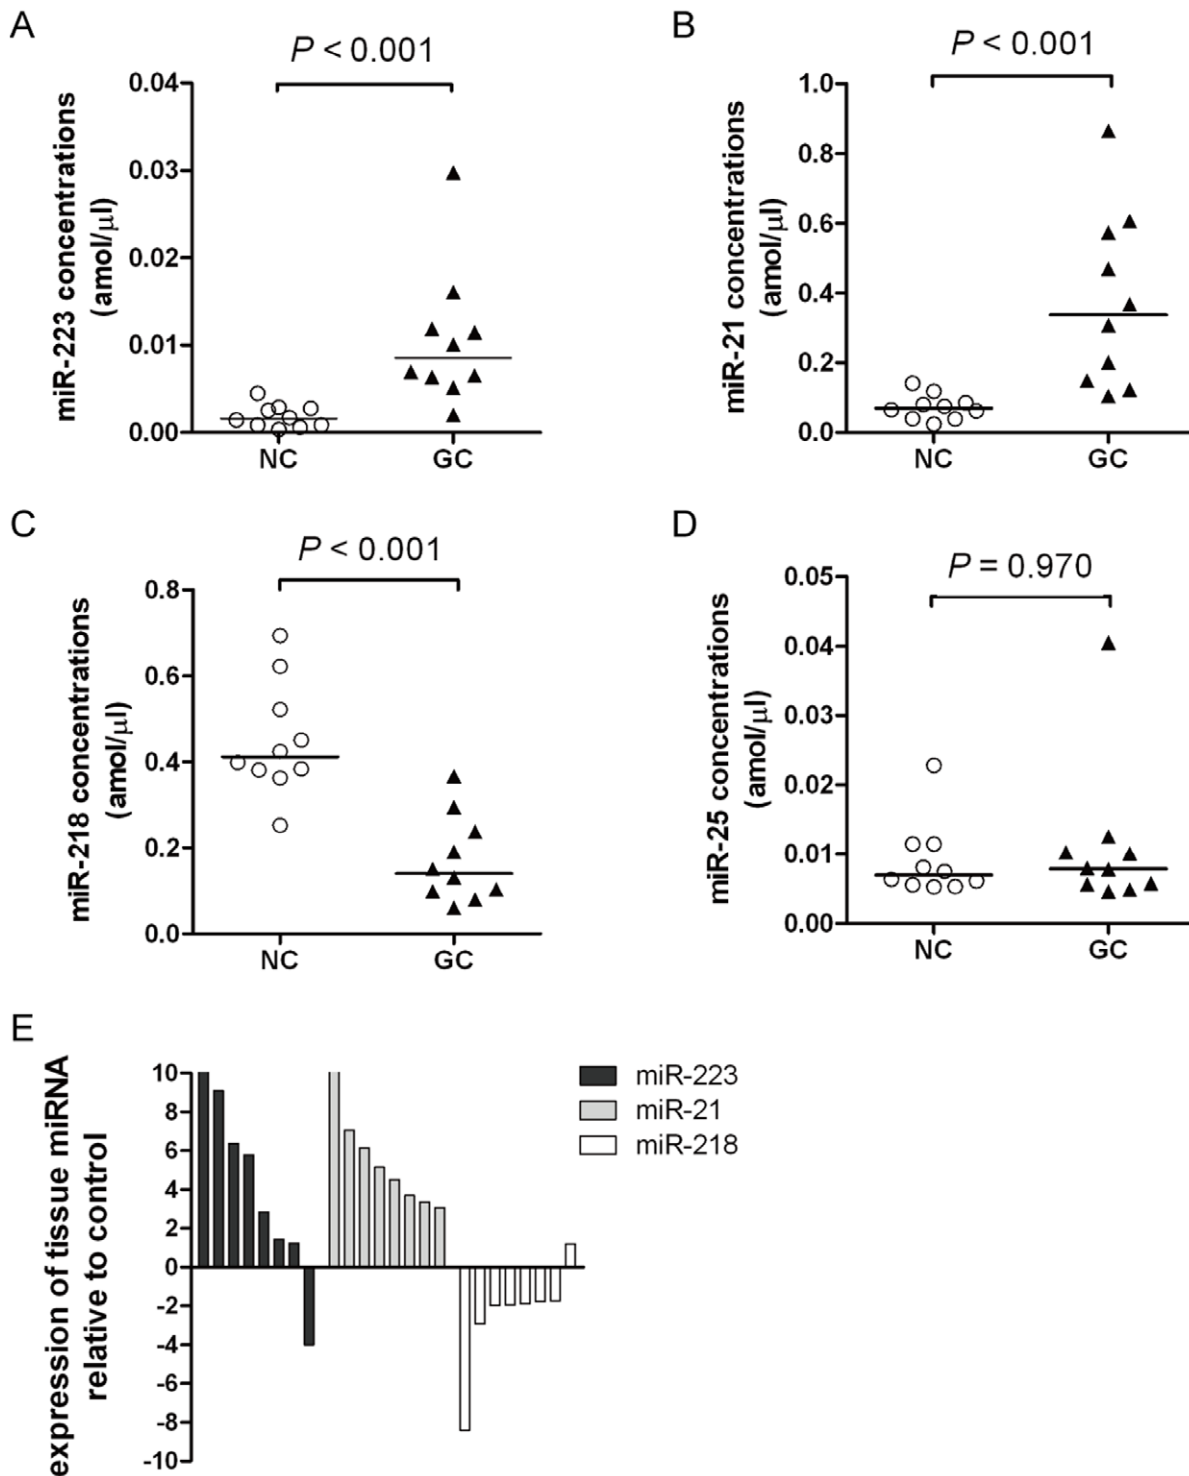 A
P < 0.001
miR-223 concentrations
(amol/µl)
0.04
0.03
0.02
0.01
0.00
NC
GC
B
P < 0.001
miR-21 concentrations
(amol/µl)
1.0
0.8
0.6
0.4
0.2
0.0
NC
GC
C
P < 0.001
miR-218 concentrations
(amol/µl)
0.8
0.6
0.4
0.2
0.0
NC
GC
D
P = 0.970
miR-25 concentrations
(amol/µl)
0.05
0.04
0.03
0.02
0.01
0.00
NC
GC
E
expression of tissue miRNA
relative to control
10
8
6
4
2
0
-2
-4
-6
-8
-10
miR-223
miR-21
miR-218